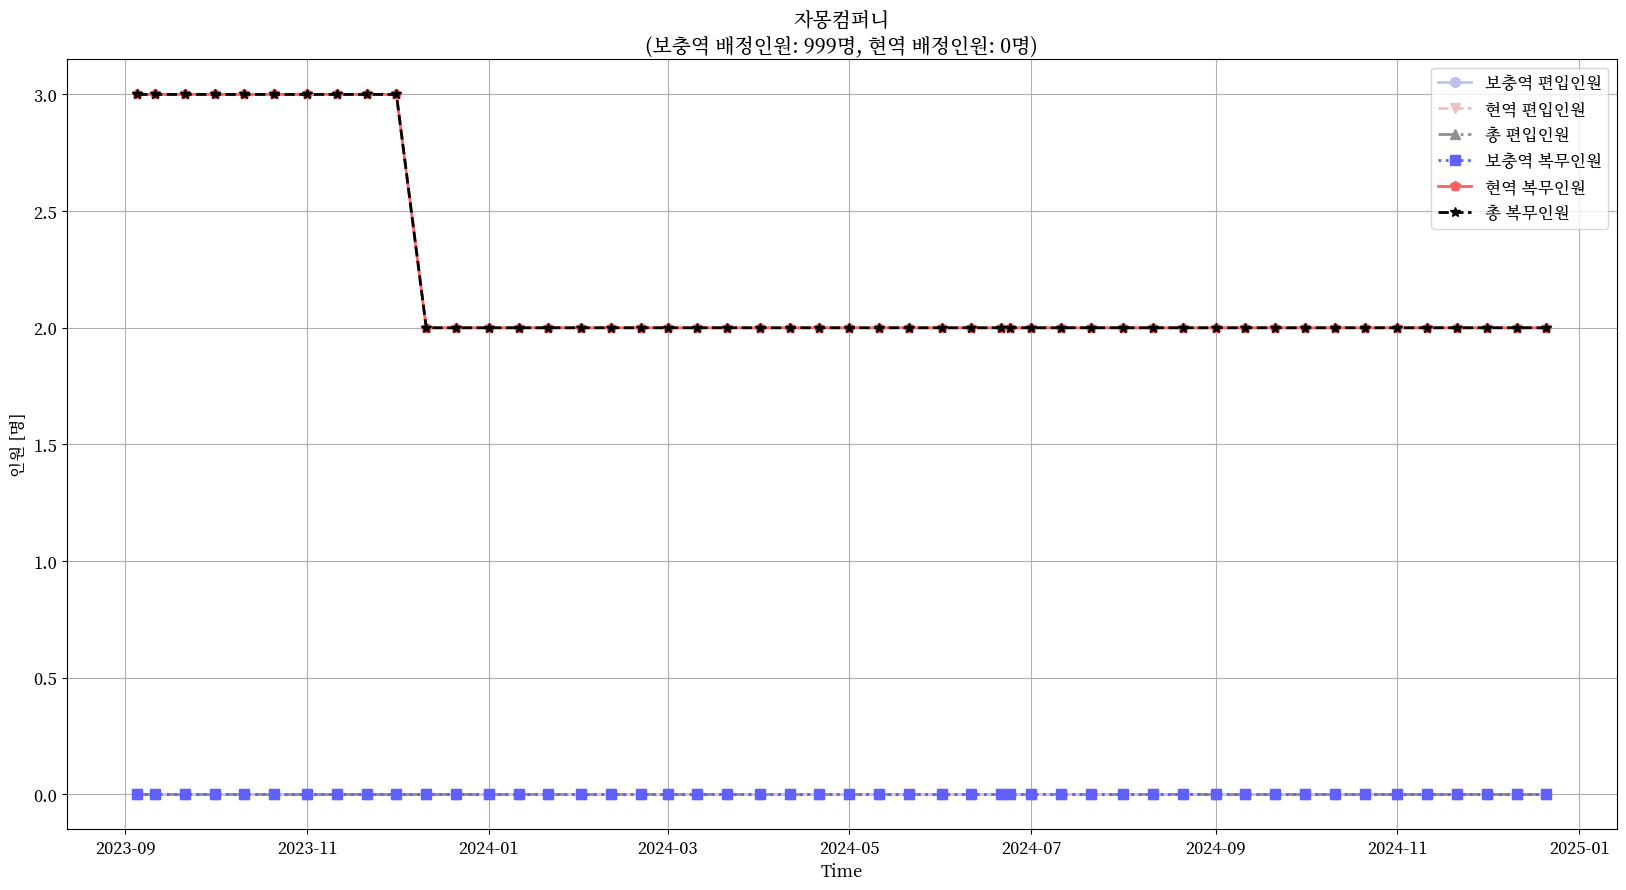 자몽컴퍼니
(보충역 배정인원: 999명, 현역 배정인원: 0명)
보충역 편입인원
현역 편입인원
총 편입인원
보충역 복무인원
현역 복무인원
총 복무인원
인원 [명]
3.0
2.5
2.0
1.5
1.0
0.5
0.0
2023-09 2023-11 2024-01 2024-03 2024-05 2024-07 2024-09 2024-11 2025-01
Time